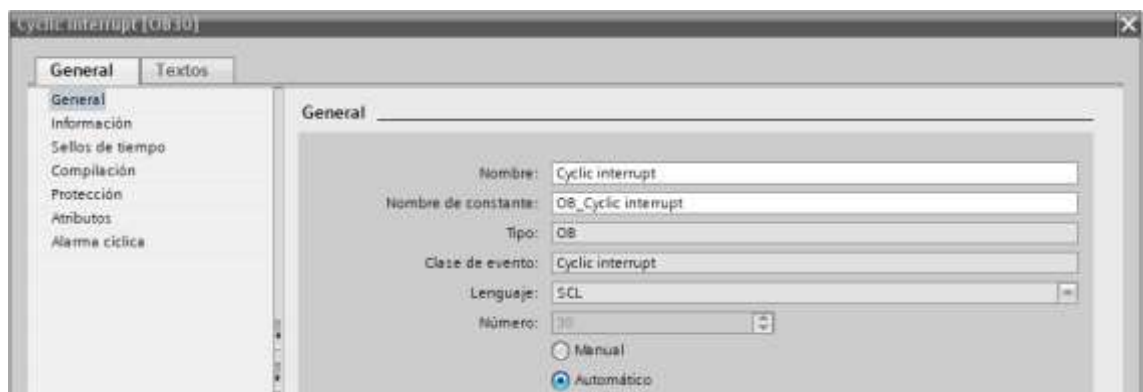 Cyclic interrupt [OB30]
General Textos
General
Información
Sellos de tiempo
Compilación
Protección
Atributos
Alarma cíclica
General
Nombre: Cyclic interrupt
Nombre de constante: OB_Cyclic interrupt
Tipo: OB
Clase de evento: Cyclic interrupt
Lenguaje: SCL
Número: 30
Manual
Automático